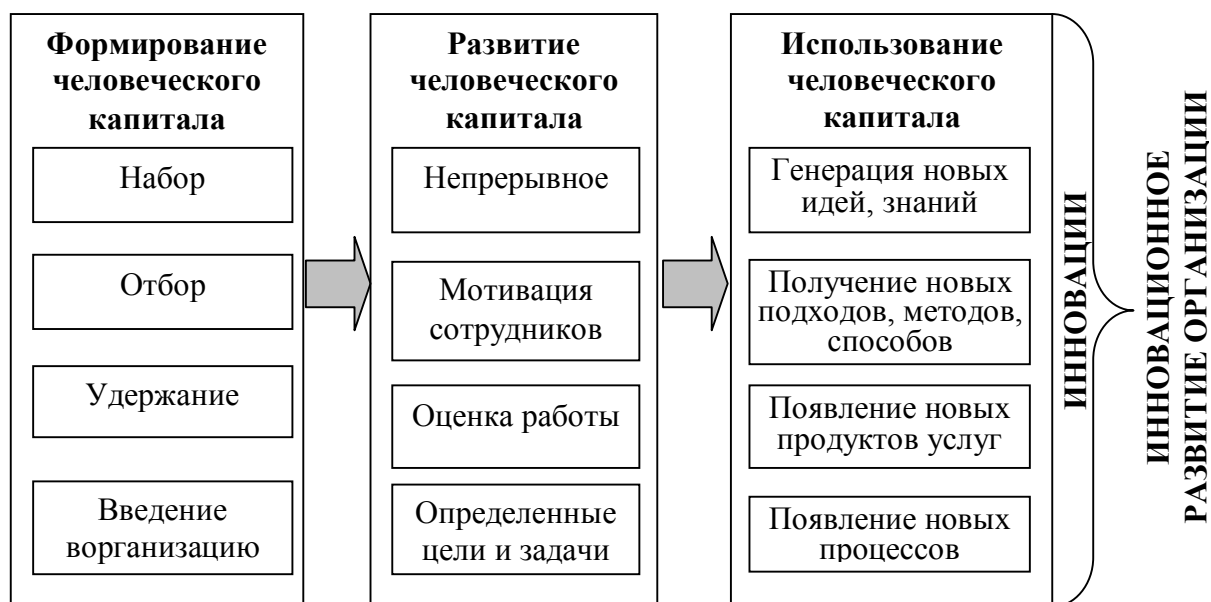 Формирование
человеческого
капитала
Набор
Отбор
Удержание
Введение
ворганизацию
Развитие
человеческого
капитала
Непрерывное
Мотивация
сотрудников
Оценка работы
Определенные
цели и задачи
Использование
человеческого
капитала
Генерация новых
идей, знаний
Получение новых
подходов, методов,
способов
Появление новых
продуктов услуг
Появление новых
процессов
ИННОВАЦИИ
ИННОВАЦИОННОЕ
РАЗВИТИЕ ОРГАНИЗАЦИИ